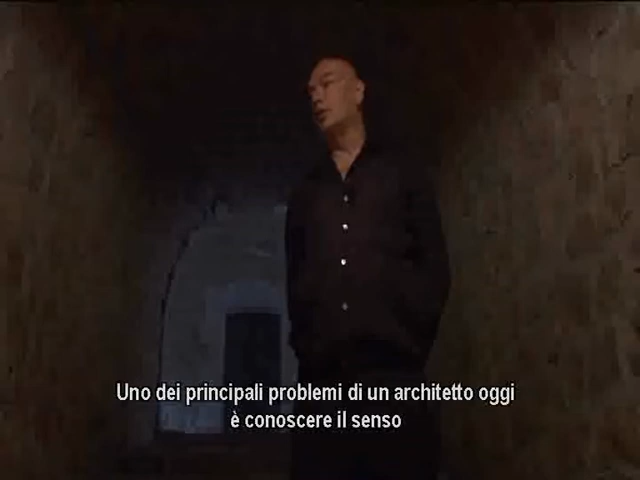 Uno dei principali problemi di un architetto oggi
è conoscere il senso